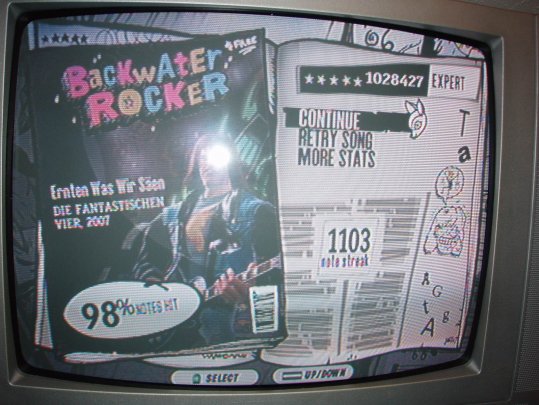 BACKWATER
ROCKER
Ernten Was Wir Säen
DIE FANTASTISCHEN
VIER, 2007
98% NOTES HIT
1028427 EXPERT
CONTINUE
RETRY SONG
MORE STATS
1103
note streak
T
a
SELECT
UP/DOWN